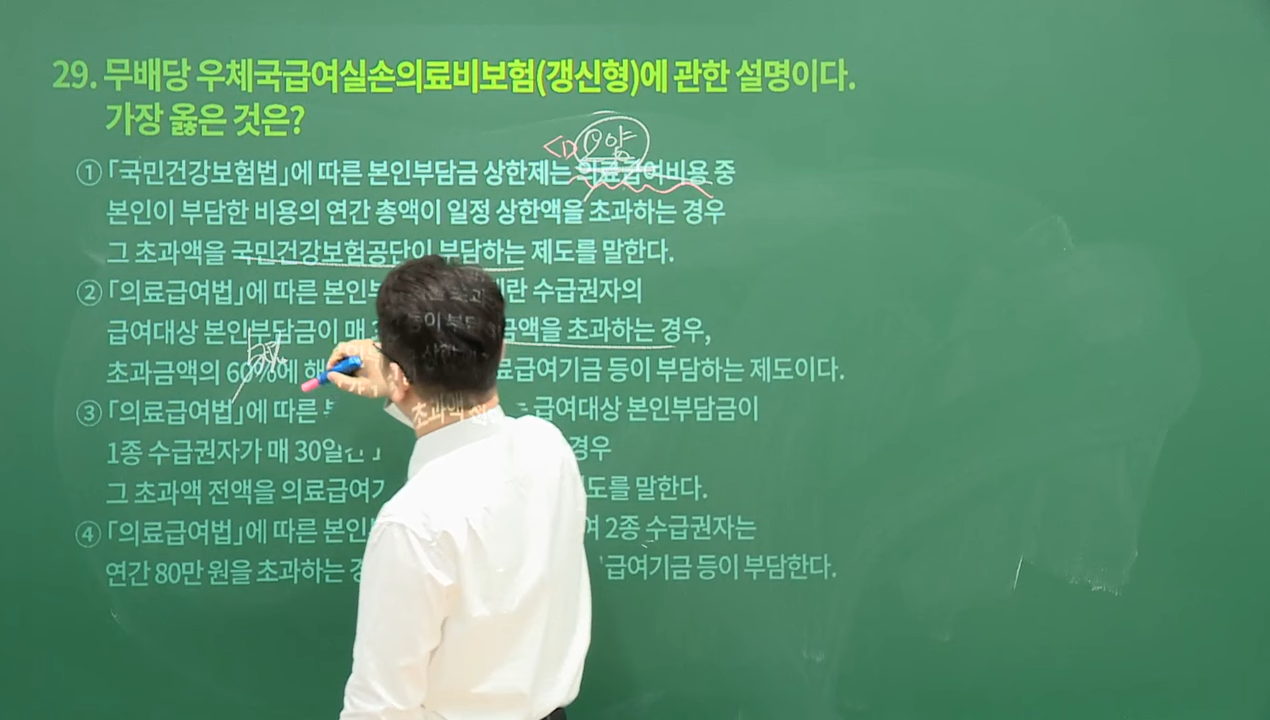 29. 무배당 우체국급여실손의료비보험(갱신형)에 관한 설명이다.
가장 옳은 것은?
요양
① 「국민건강보험법」에 따른 본인부담금 상한제는 의료급여비용 중
본인이 부담한 비용의 연간 총액이 일정 상한액을 초과하는 경우
그 초과액을 국민건강보험공단이 부담하는 제도를 말한다.
② 「의료급여법」에 따른 본인 란 수급권자의
급여대상 본인부담금이 매 금액을 초과하는 경우,
초과금액의 60%에 해 료급여기금 등이 부담하는 제도이다.
③ 「의료급여법」에 따른 급여대상 본인부담금이
1종 수급권자가 매 30일간 경우
그 초과액 전액을 의료급여기 도를 말한다.
④ 「의료급여법」에 따른 본인 여 2종 수급권자는
연간 80만 원을 초과하는 급여기금 등이 부담한다.